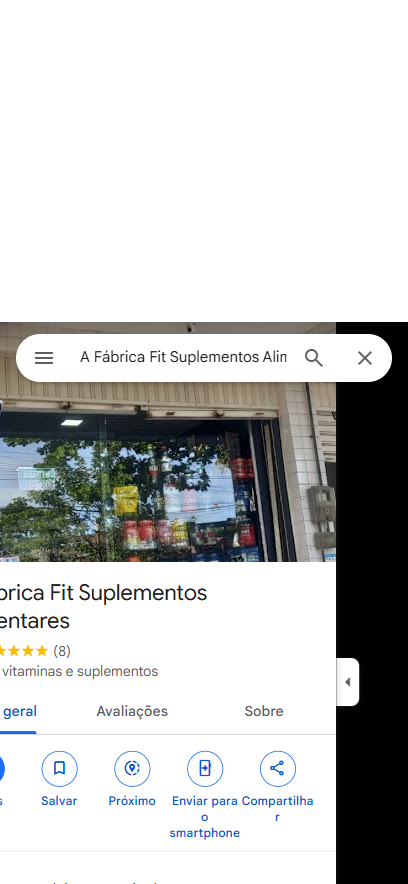 A Fábrica Fit Suplementos Alin
brica Fit Suplementos
entares
(8)
vitaminas e suplementos
geral
Avaliações
Sobre
s
Salvar
Próximo
Enviar para o smartphone
Compartilhar